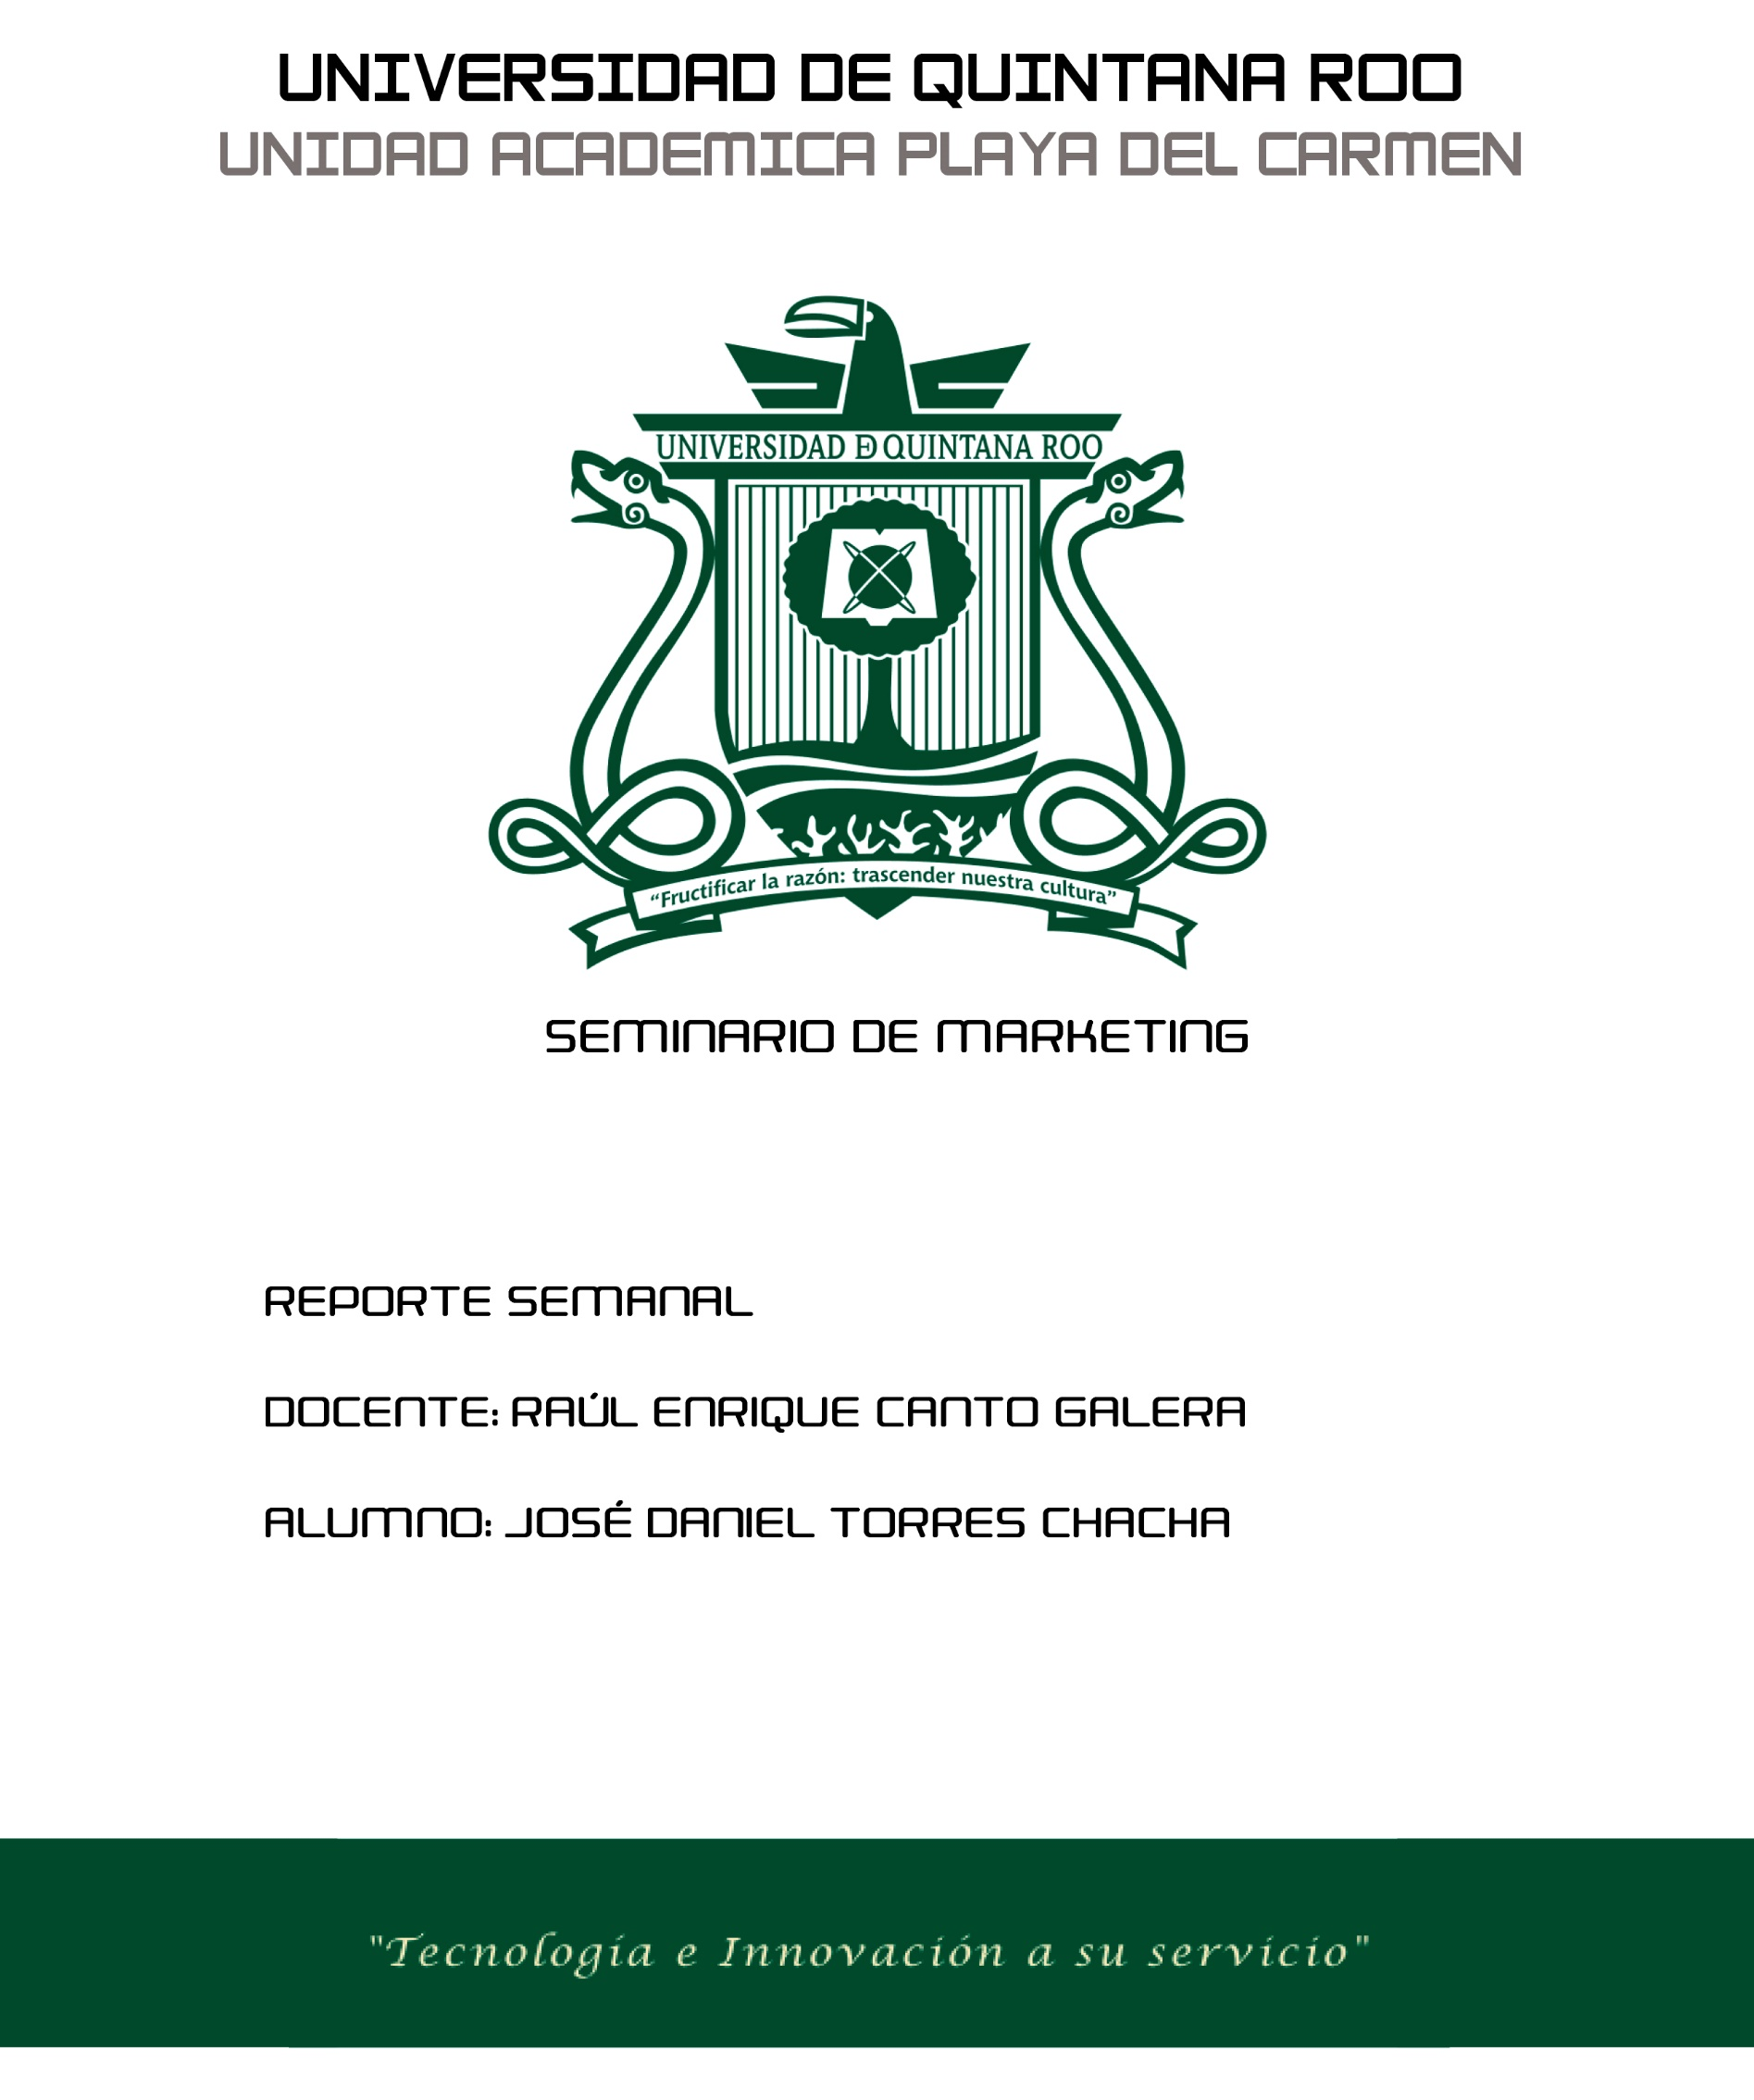 UNIVERSIDAD DE QUINTANA ROO
UNIDAD ACADEMICA PLAYA DEL CARMEN
UNIVERSIDAD DE QUINTANA ROO
“Fructificar la razón: trascender nuestra cultura”
SEMINARIO DE MARKETING
REPORTE SEMANAL
DOCENTE: RAÚL ENRIQUE CANTO GALERA
ALUMNO: JOSÉ DANIEL TORRES CHACHA
"Tecnología e Innovación a su servicio"